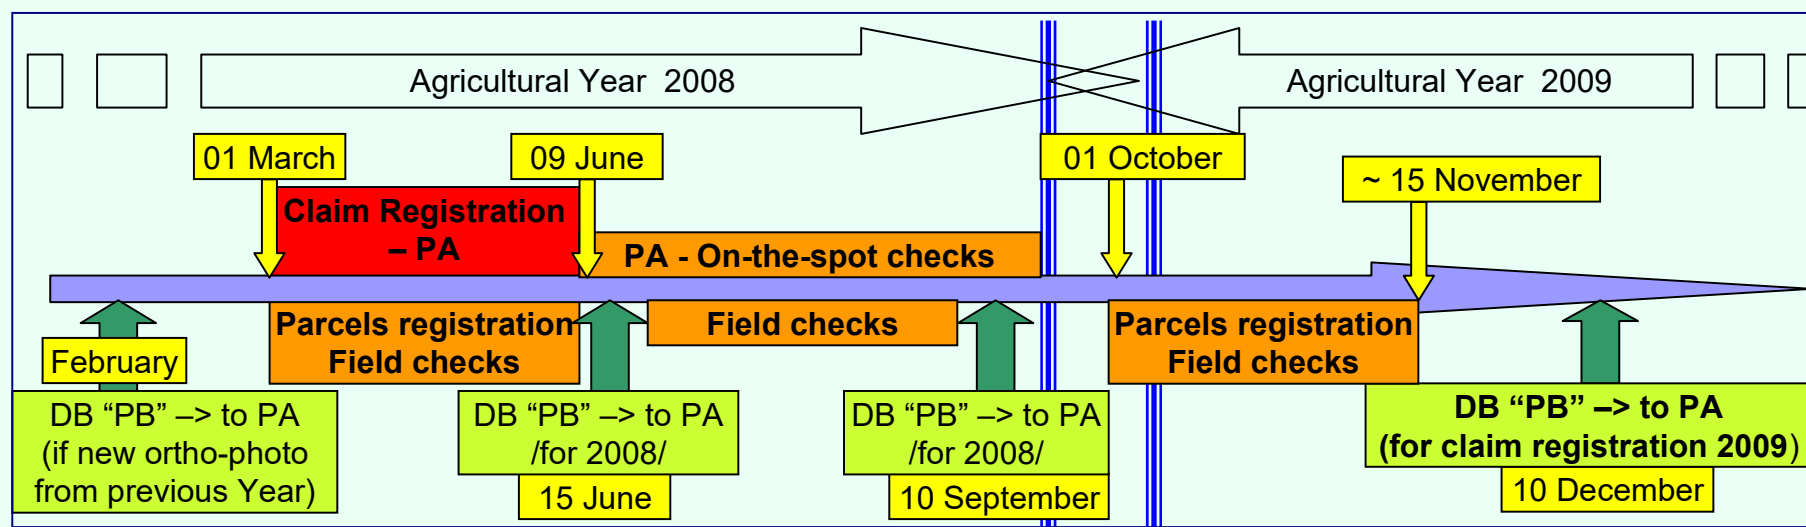 Agricultural Year 2008
Agricultural Year 2009
01 March
09 June
01 October
~ 15 November
Claim Registration
– PA
PA - On-the-spot checks
Parcels registration
Field checks
Field checks
Parcels registration
Field checks
February
DB “PB” –> to PA
(if new ortho-photo
from previous Year)
DB “PB” –> to PA
/for 2008/
15 June
DB “PB” –> to PA
/for 2008/
10 September
DB “PB” –> to PA
(for claim registration 2009)
10 December